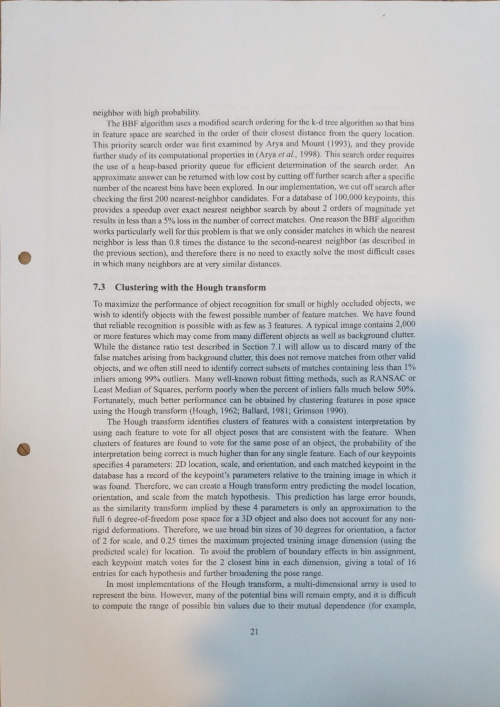 neighbor with high probability.
The BBF algorithm uses a modified search ordering for the k-d tree algorithm so that bins
in feature space are searched in the order of their closest distance from the query location.
This priority search order was first examined by Arya and Mount (1993), and they provide
further study of its computational properties in (Arya et al., 1998). This search order requires
the use of a heap-based priority queue for efficient determination of the search order. An
approximate answer can be returned with low cost by cutting off further search after a specific
number of the nearest bins have been explored. In our implementation, we cut off search after
checking the first 200 nearest-neighbor candidates. For a database of 100,000 keypoints, this
provides a speedup over exact nearest neighbor search by about 2 orders of magnitude yet
results in less than a 5% loss in the number of correct matches. One reason the BBF algorithm
works particularly well for this problem is that we only consider matches in which the nearest
neighbor is less than 0.8 times the distance to the second-nearest neighbor (as described in
the previous section), and therefore there is no need to exactly solve the most difficult cases
in which many neighbors are at very similar distances.
7.3 Clustering with the Hough transform
To maximize the performance of object recognition for small or highly occluded objects, we
wish to identify objects with the fewest possible number of feature matches. We have found
that reliable recognition is possible with as few as 3 features. A typical image contains 2,000
or more features which may come from many different objects as well as background clutter.
While the distance ratio test described in Section 7.1 will allow us to discard many of the
false matches arising from background clutter, this does not remove matches from other valid
objects, and we often still need to identify correct subsets of matches containing less than 1%
inliers among 99% outliers. Many well-known robust fitting methods, such as RANSAC or
Least Median of Squares, perform poorly when the percent of inliers falls much below 50%.
Fortunately, much better performance can be obtained by clustering features in pose space
using the Hough transform (Hough, 1962; Ballard, 1981; Grimson 1990).
The Hough transform identifies clusters of features with a consistent interpretation by
using each feature to vote for all object poses that are consistent with the feature. When
clusters of features are found to vote for the same pose of an object, the probability of the
interpretation being correct is much higher than for any single feature. Each of our keypoints
specifies 4 parameters: 2D location, scale, and orientation, and each matched keypoint in the
database has a record of the keypoint's parameters relative to the training image in which it
was found. Therefore, we can create a Hough transform entry predicting the model location,
orientation, and scale from the match hypothesis. This prediction has large error bounds,
as the similarity transform implied by these 4 parameters is only an approximation to the
full 6 degree-of-freedom pose space for a 3D object and also does not account for any non-
rigid deformations. Therefore, we use broad bin sizes of 30 degrees for orientation, a factor
of 2 for scale, and 0.25 times the maximum projected training image dimension (using the
predicted scale) for location. To avoid the problem of boundary effects in bin assignment,
each keypoint match votes for the 2 closest bins in each dimension, giving a total of 16
entries for each hypothesis and further broadening the pose range.
In most implementations of the Hough transform, a multi-dimensional array is used to
represent the bins. However, many of the potential bins will remain empty, and it is difficult
to compute the range of possible bin values due to their mutual dependence (for example,
21